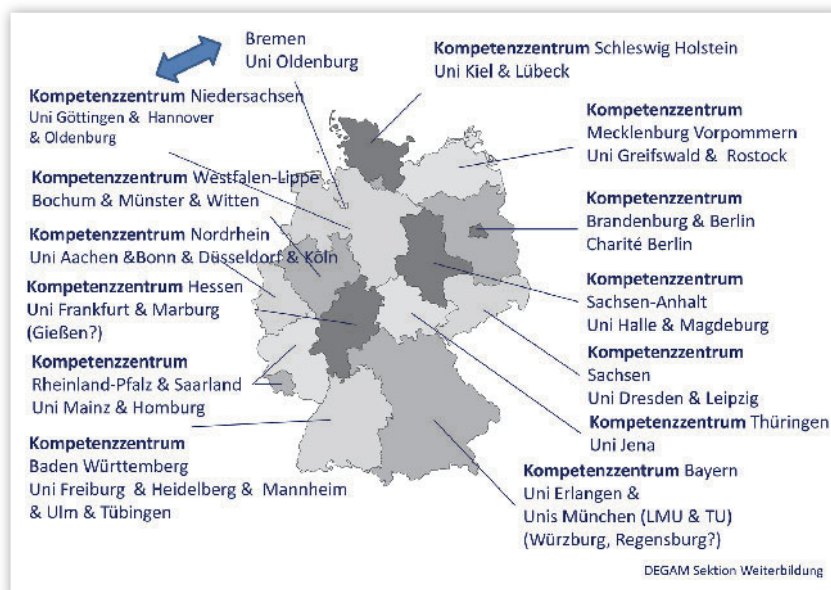 Bremen
Uni Oldenburg
Kompetenzzentrum Niedersachsen
Uni Göttingen & Hannover
& Oldenburg
Kompetenzzentrum Westfalen-Lippe
Bochum & Münster & Witten
Kompetenzzentrum Nordrhein
Uni Aachen &Bonn & Düsseldorf & Köln
Kompetenzzentrum Hessen
Uni Frankfurt & Marburg
(Gießen?)
Kompetenzzentrum
Rheinland-Pfalz & Saarland
Uni Mainz & Homburg
Kompetenzzentrum
Baden Württemberg
Uni Freiburg & Heidelberg & Mannheim
& Ulm & Tübingen
Kompetenzzentrum Schleswig Holstein
Uni Kiel & Lübeck
Kompetenzzentrum
Mecklenburg Vorpommern
Uni Greifswald & Rostock
Kompetenzzentrum
Brandenburg & Berlin
Charité Berlin
Kompetenzzentrum
Sachsen-Anhalt
Uni Halle & Magdeburg
Kompetenzzentrum
Sachsen
Uni Dresden & Leipzig
Kompetenzzentrum Thüringen
Uni Jena
Kompetenzzentrum Bayern
Uni Erlangen &
Unis München (LMU & TU)
(Würzburg, Regensburg?)
DEGAM Sektion Weiterbildung